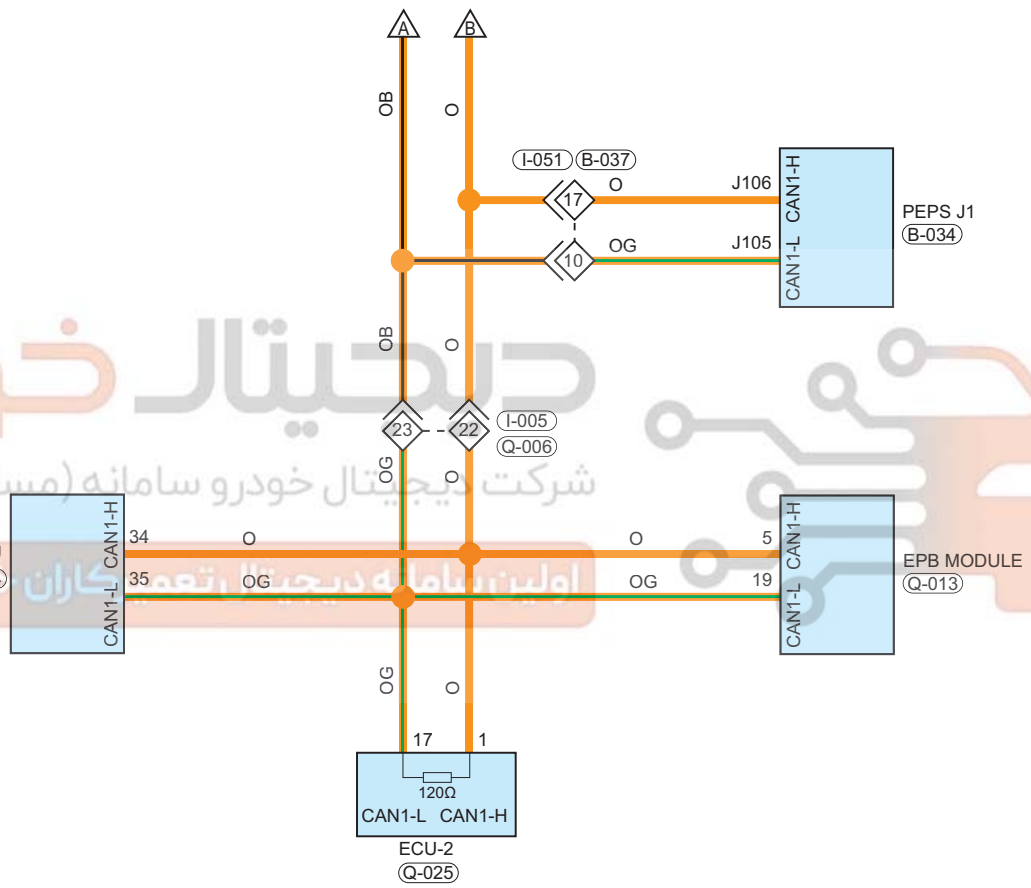 A B
OB O
I-051 B-037
17 O J106 CAN1-H
10 OG J105 CAN1-L
PEPS J1
B-034
OB O
دیجیتال
23 22 I-005
Q-006
OG O
شرکت دیجیتال خودرو سامانه
CAN1-H 34 O O 5 CAN1-H
CAN1-L 35 OG OG 19 CAN1-L
EPB MODULE
Q-013
اولین سامانه دیجیتال تعمیرکاران
OG O
17 1
120Ω
CAN1-L CAN1-H
ECU-2
Q-025